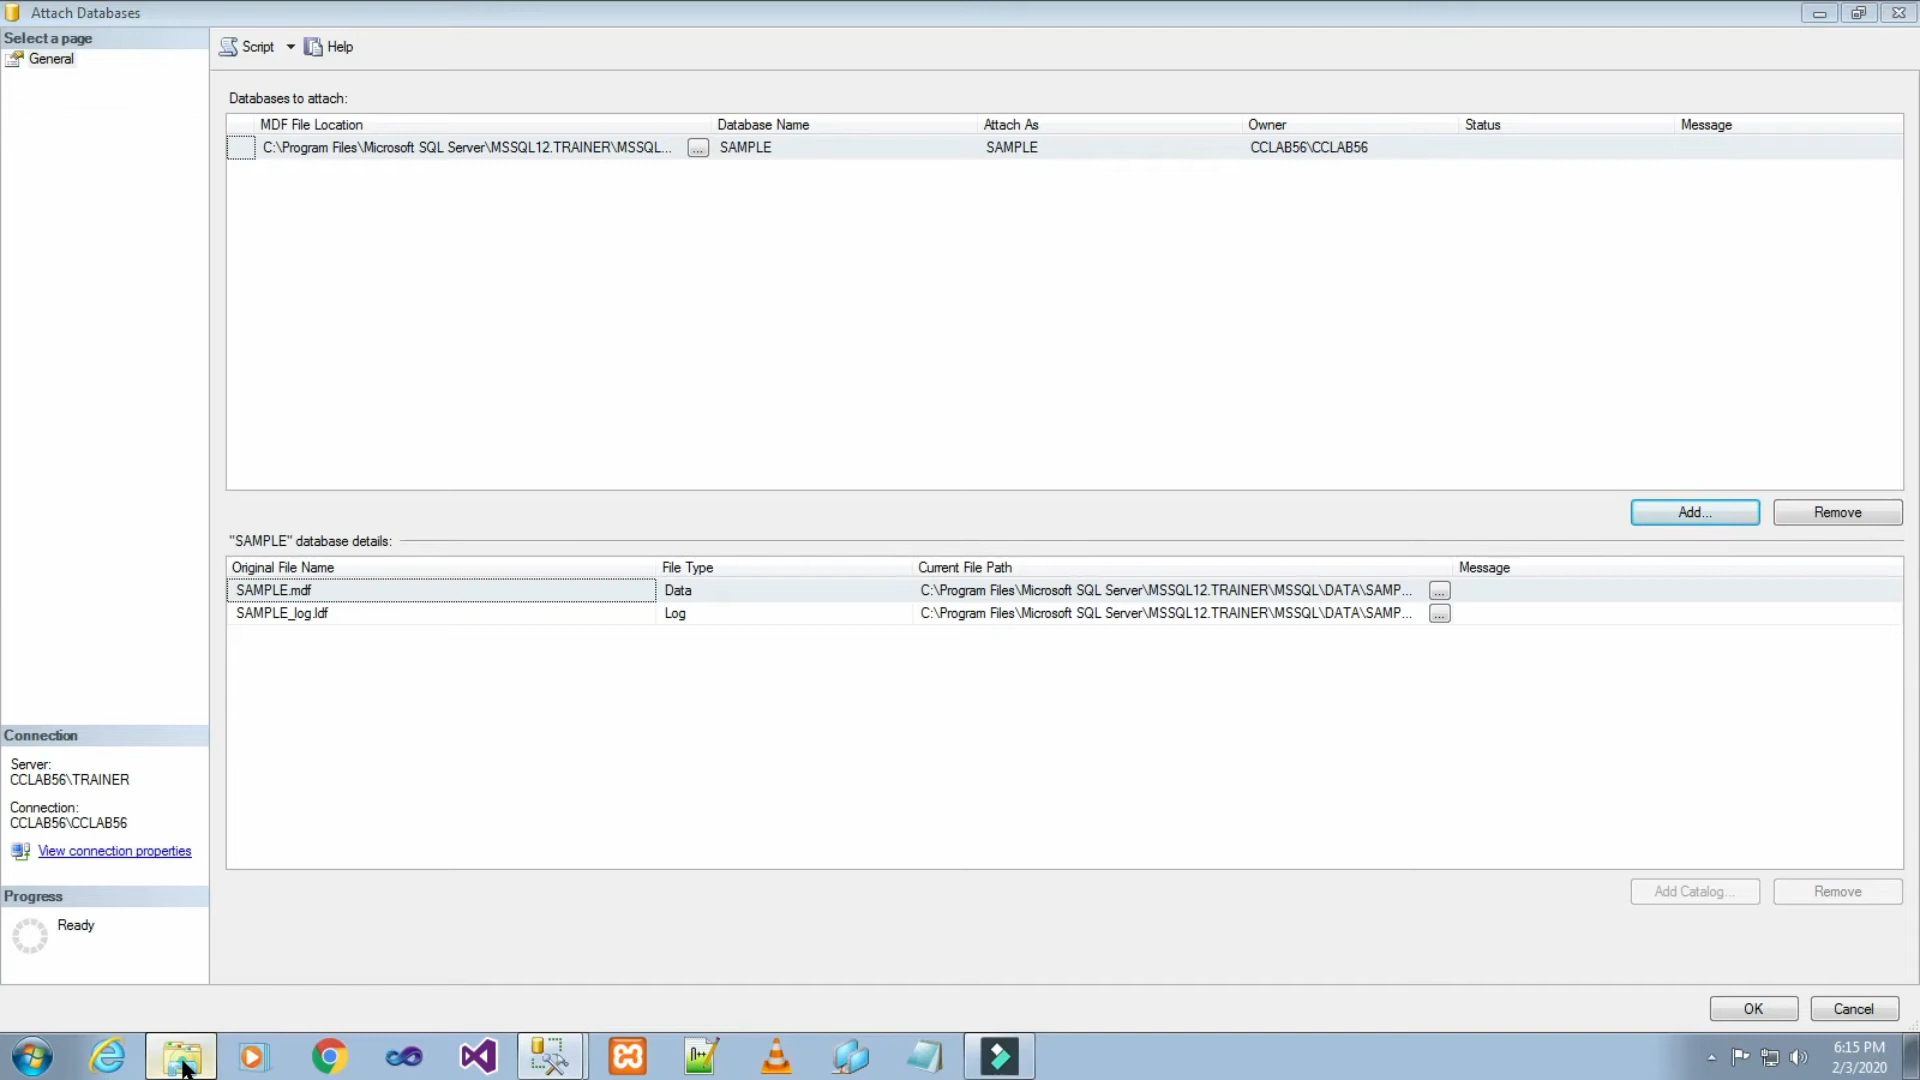 Attach Databases
Select a page
General
Script Help
Databases to attach:
MDF File Location Database Name Attach As Owner Status Message
C:\Program Files\Microsoft SQL Server\MSSQL12.TRAINER\MSSQL... ... SAMPLE SAMPLE CCLAB56\CCLAB56
Add... Remove
"SAMPLE" database details:
Original File Name File Type Current File Path Message
SAMPLE.mdf Data C:\Program Files\Microsoft SQL Server\MSSQL12.TRAINER\MSSQL\DATA\SAMP... ...
SAMPLE_log.ldf Log C:\Program Files\Microsoft SQL Server\MSSQL12.TRAINER\MSSQL\DATA\SAMP... ...
Connection
Server:
CCLAB56\TRAINER
Connection:
CCLAB56\CCLAB56
View connection properties
Progress
Ready
Add Catalog... Remove
OK Cancel
6:15 PM
2/3/2020